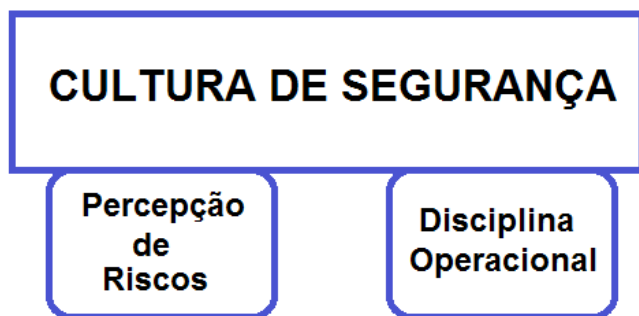 CULTURA DE SEGURANÇA
Percepção
de
Riscos
Disciplina
Operacional